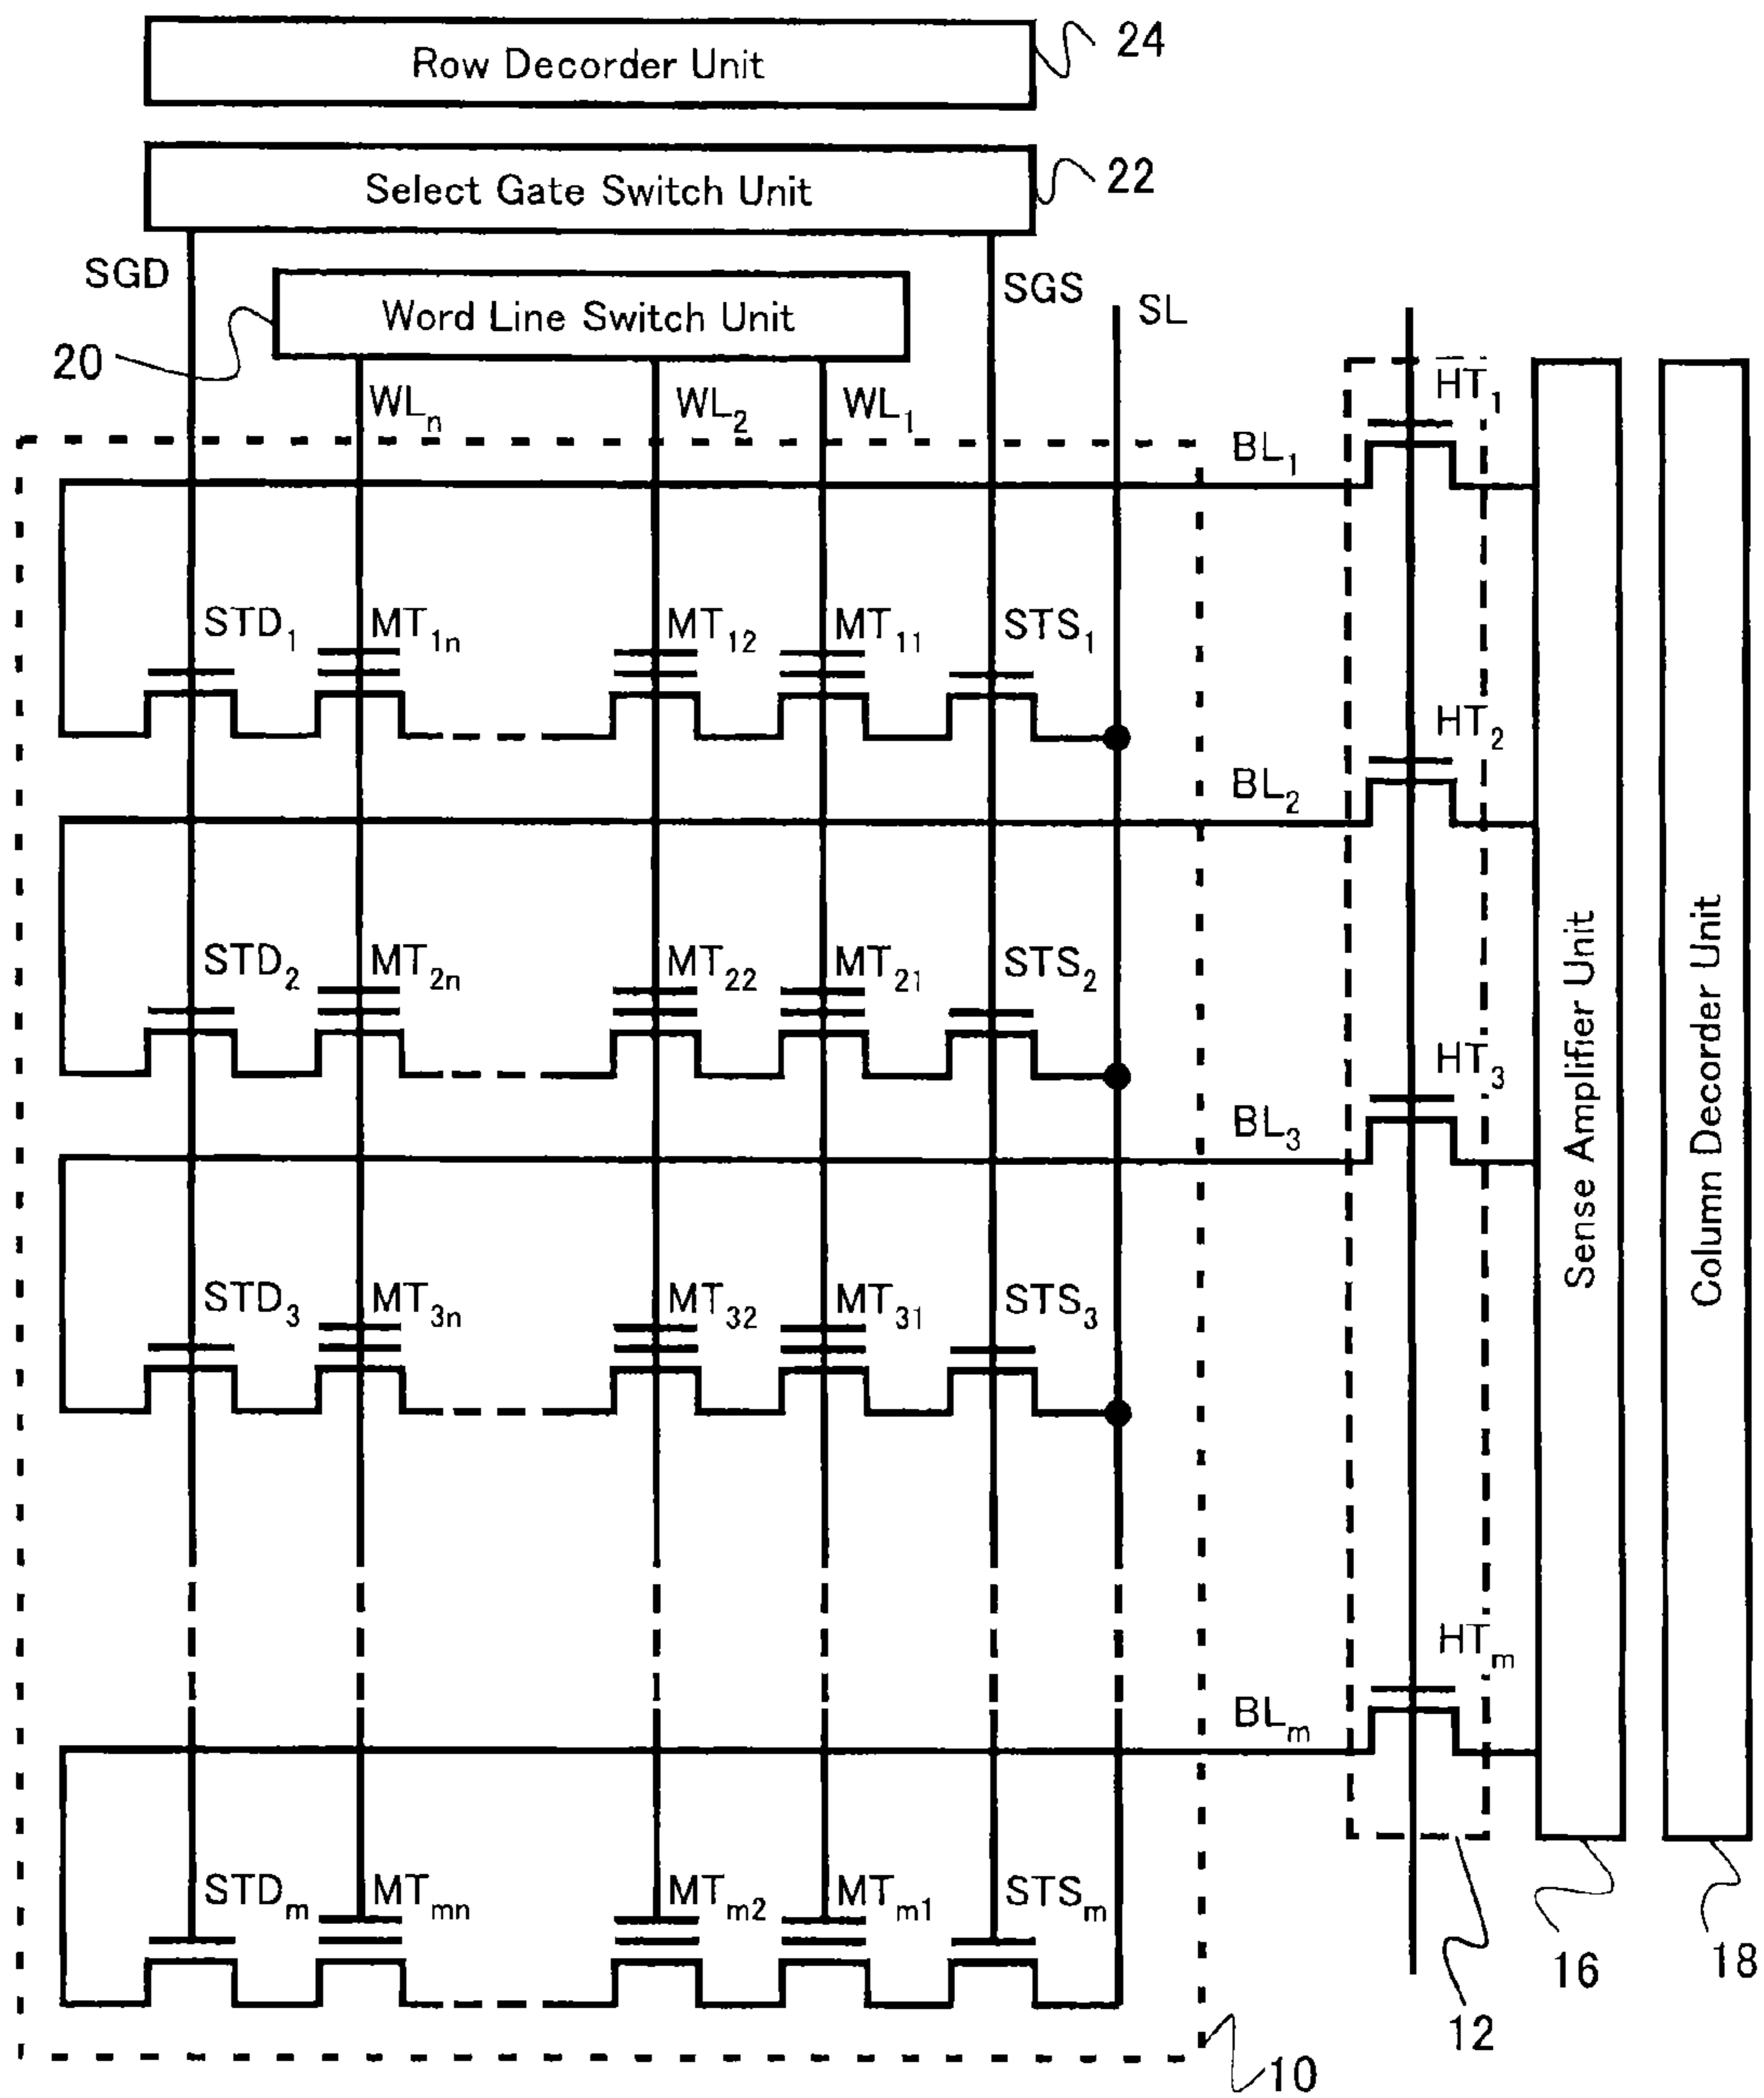 Row Decorder Unit
24
Select Gate Switch Unit
22
SGD
SGS
SL
Word Line Switch Unit
20
WLn
WL2
WL1
HT1
BL1
STD1
MT1n
MT12
MT11
STS1
HT2
BL2
STD2
MT2n
MT22
MT21
STS2
HT3
BL3
STD3
MT3n
MT32
MT31
STS3
Sense Amplifier Unit
Column Decorder Unit
HTm
BLm
STDm
MTmn
MTm2
MTm1
STSm
16
18
12
10